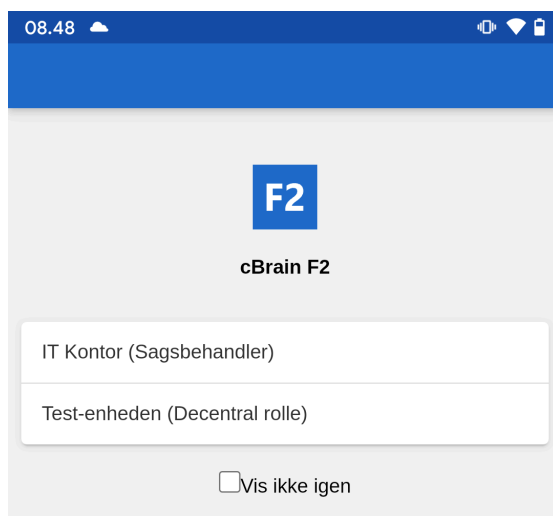 08.48
F2
cBrain F2
IT Kontor (Sagsbehandler)
Test-enheden (Decentral rolle)
Vis ikke igen